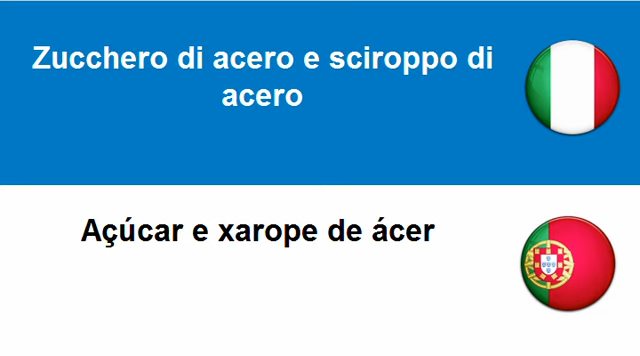 Zucchero di acero e sciroppo di
acero
Açúcar e xarope de ácer